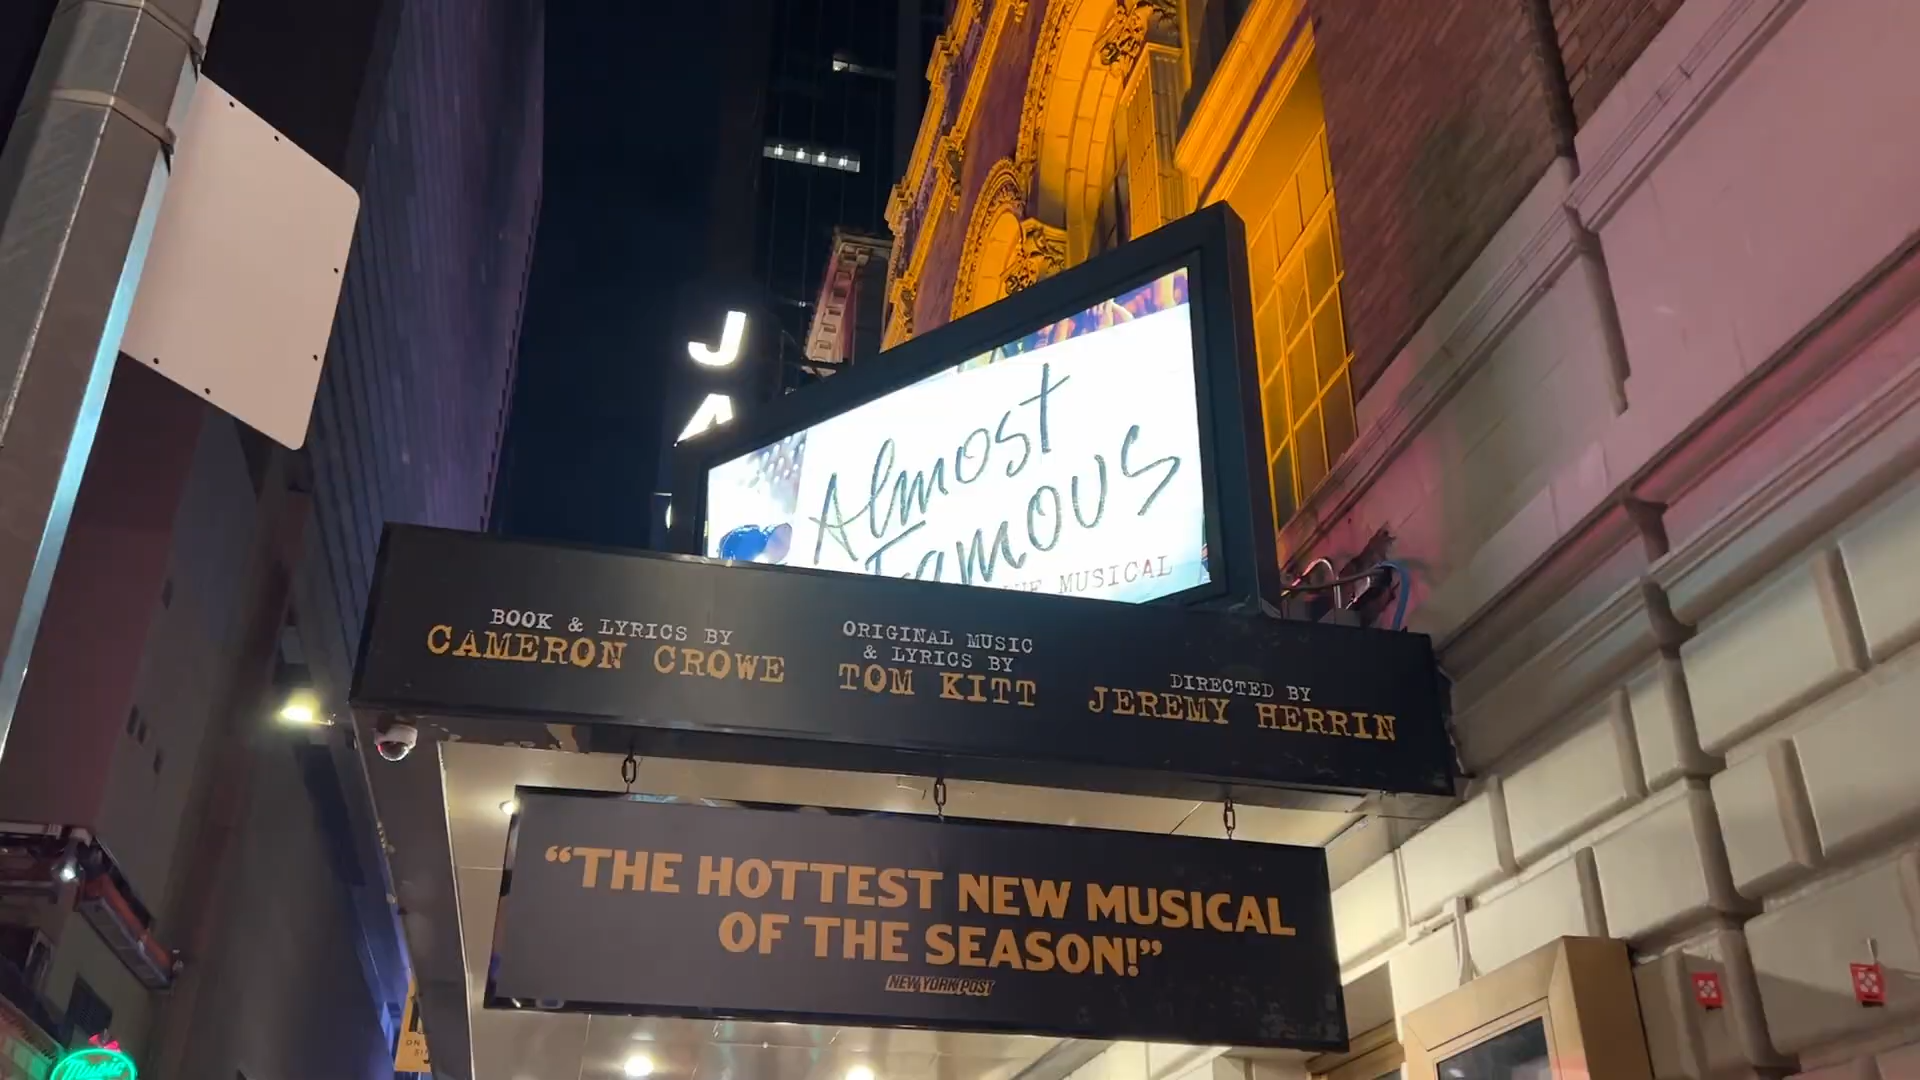 J
A
Almost
Famous
MUSICAL
BOOK & LYRICS BY
CAMERON CROWE
ORIGINAL MUSIC
& LYRICS BY
TOM KITT
DIRECTED BY
JEREMY HERRIN
“THE HOTTEST NEW MUSICAL
OF THE SEASON!”
NEW YORK POST
Music